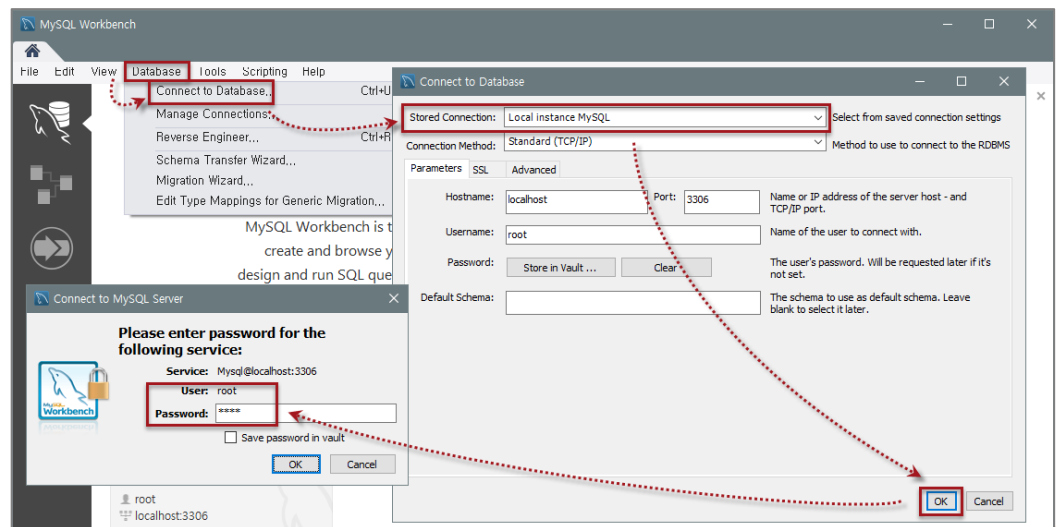 MySQL Workbench
File Edit View Database Tools Scripting Help
Connect to Database... Ctrl+U
Manage Connections...
Reverse Engineer... Ctrl+R
Schema Transfer Wizard...
Migration Wizard...
Edit Type Mappings for Generic Migration...
MySQL Workbench is t
create and browse y
design and run SQL que
root
localhost:3306
Connect to Database
Stored Connection: Local instance MySQL Select from saved connection settings
Connection Method: Standard (TCP/IP) Method to use to connect to the RDBMS
Parameters SSL Advanced
Hostname: localhost Port: 3306 Name or IP address of the server host - and
TCP/IP port.
Username: root Name of the user to connect with.
Password: Store in Vault ... Clear The user's password. Will be requested later if it's
not set.
Default Schema: The schema to use as default schema. Leave
blank to select it later.
OK Cancel
Connect to MySQL Server
Please enter password for the
following service:
Service: Mysql@localhost:3306
User: root
Password: ****
Save password in vault
OK Cancel
MySQL
Workbench